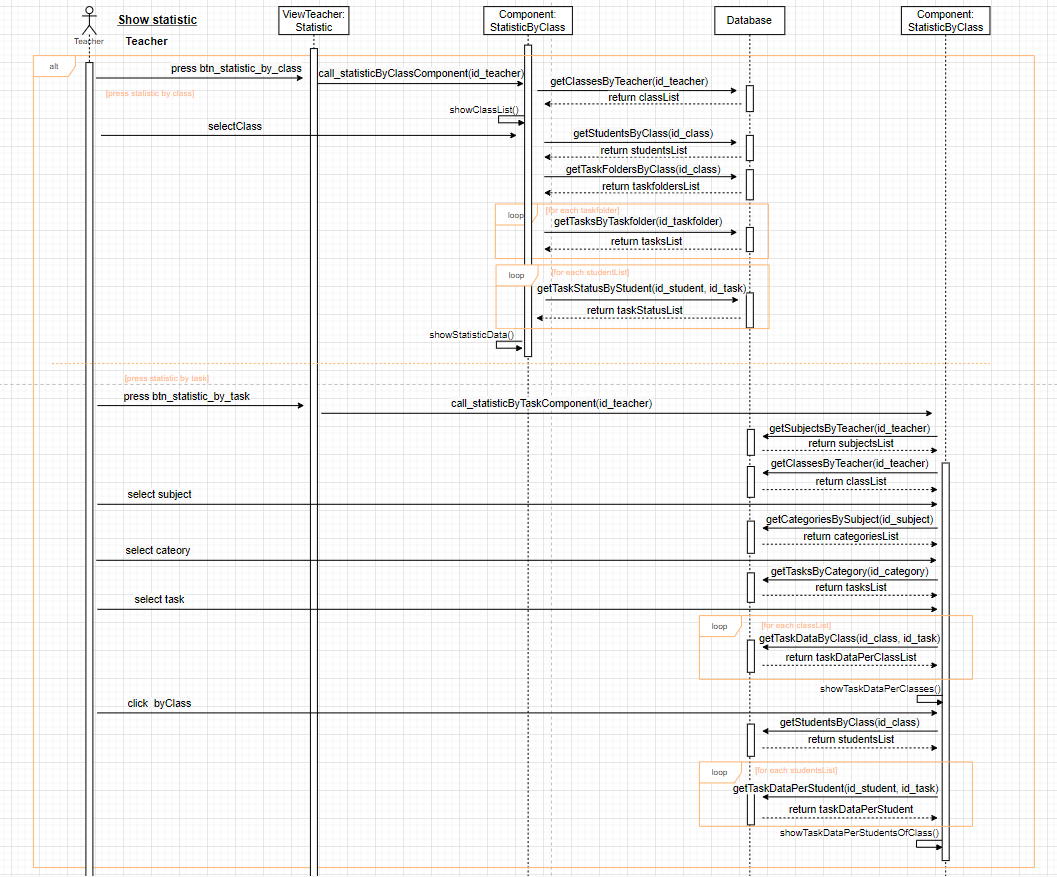 Show statistic
Teacher
Teacher
ViewTeacher:
Statistic
Component:
StatisticByClass
Database
Component:
StatisticByClass
alt
press btn_statistic_by_class
call_statisticByClassComponent(id_teacher)
getClassesByTeacher(id_teacher)
[press statistic by class]
return classList
showClassList()
selectClass
getStudentsByClass(id_class)
return studentsList
getTaskFoldersByClass(id_class)
return taskfoldersList
loop
[for each taskfolder]
getTasksByTaskfolder(id_taskfolder)
return tasksList
loop
[for each studentList]
getTaskStatusByStudent(id_student, id_task)
return taskStatusList
showStatisticData()
[press statistic by task]
press btn_statistic_by_task
call_statisticByTaskComponent(id_teacher)
getSubjectsByTeacher(id_teacher)
return subjectsList
getClassesByTeacher(id_teacher)
return classList
select subject
getCategoriesBySubject(id_subject)
return categoriesList
select cateory
getTasksByCategory(id_category)
return tasksList
select task
loop
[for each classList]
getTaskDataByClass(id_class, id_task)
return taskDataPerClassList
showTaskDataPerClasses()
click  byClass
getStudentsByClass(id_class)
return studentsList
loop
[for each studentsList]
getTaskDataPerStudent(id_student, id_task)
return taskDataPerStudent
showTaskDataPerStudentsOfClass()